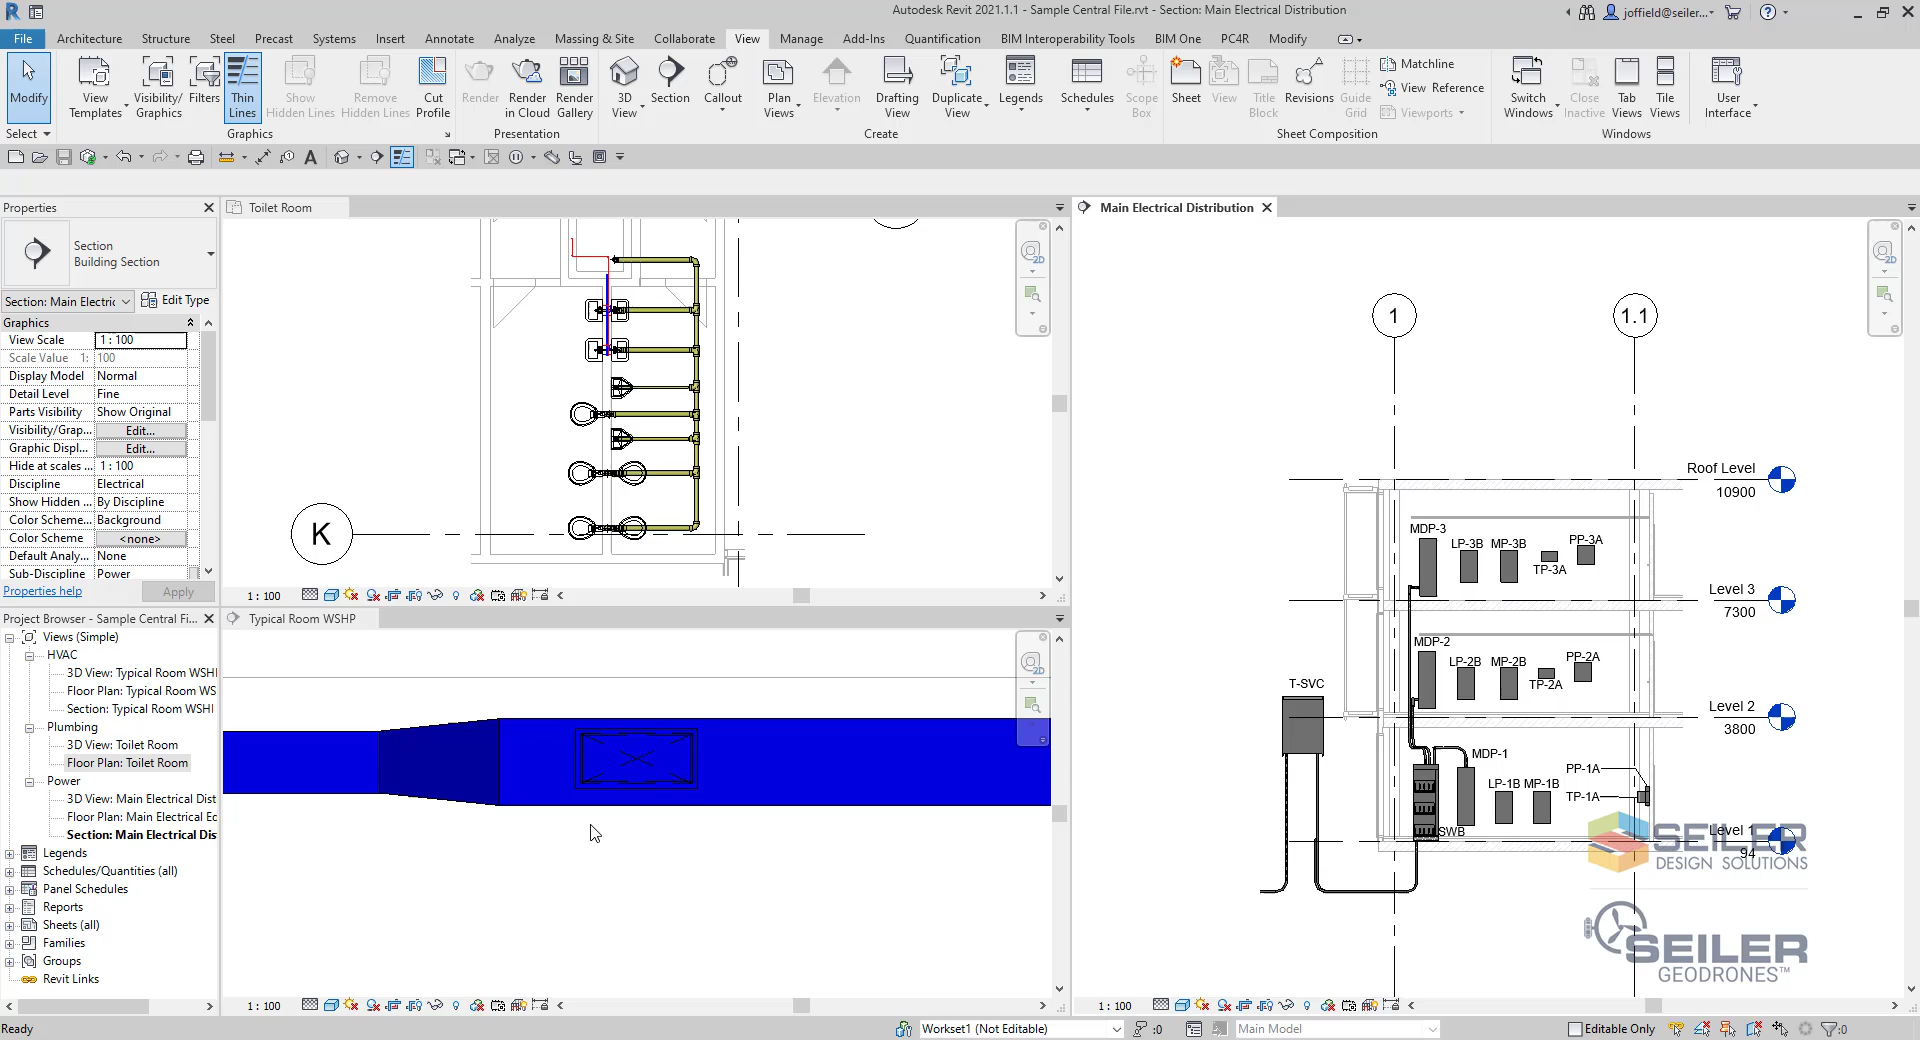 Autodesk Revit 2021.1.1 - Sample Central File.rvt - Section: Main Electrical Distribution
joffield@seiler...
File Architecture Structure Steel Precast Systems Insert Annotate Analyze Massing & Site Collaborate View Manage Add-Ins Quantification BIM Interoperability Tools BIM One PC4R Modify
Modify
View Templates
Visibility/ Graphics
Filters
Thin Lines
Show Hidden Lines
Remove Hidden Lines
Cut Profile
Render
Render in Cloud
Render Gallery
3D View
Section
Callout
Plan Views
Elevation
Drafting View
Duplicate View
Legends
Schedules
Scope Box
Sheet
View
Title Block
Revisions
Guide Grid
Matchline
View Reference
Viewports
Switch Windows
Close Inactive
Tab Views
Tile Views
User Interface
Select
Graphics
Presentation
Create
Sheet Composition
Windows
Properties
Section
Building Section
Section: Main Electric
Edit Type
Graphics
View Scale 1 : 100
Scale Value 1: 100
Display Model Normal
Detail Level Fine
Parts Visibility Show Original
Visibility/Grap... Edit...
Graphic Displ... Edit...
Hide at scales ... 1 : 100
Discipline Electrical
Show Hidden ... By Discipline
Color Scheme... Background
Color Scheme <none>
Default Analy... None
Sub-Discipline Power
Properties help Apply
Project Browser - Sample Central Fi...
Views (Simple)
HVAC
3D View: Typical Room WSHI
Floor Plan: Typical Room WS
Section: Typical Room WSHI
Plumbing
3D View: Toilet Room
Floor Plan: Toilet Room
Power
3D View: Main Electrical Dist
Floor Plan: Main Electrical Ec
Section: Main Electrical Dis
Legends
Schedules/Quantities (all)
Panel Schedules
Reports
Sheets (all)
Families
Groups
Revit Links
Toilet Room
2D
K
1 : 100
Typical Room WSHP
2D
1 : 100
Main Electrical Distribution
2D
1
1.1
Roof Level
10900
MDP-3
LP-3B
MP-3B
TP-3A
PP-3A
Level 3
7300
MDP-2
LP-2B
MP-2B
TP-2A
PP-2A
T-SVC
Level 2
3800
MDP-1
LP-1B
MP-1B
PP-1A
TP-1A
SWB
Level 1
94
SEILER
DESIGN SOLUTIONS
SEILER
GEODRONES™
1 : 100
Ready
Workset1 (Not Editable)
:0
Main Model
Editable Only
:0